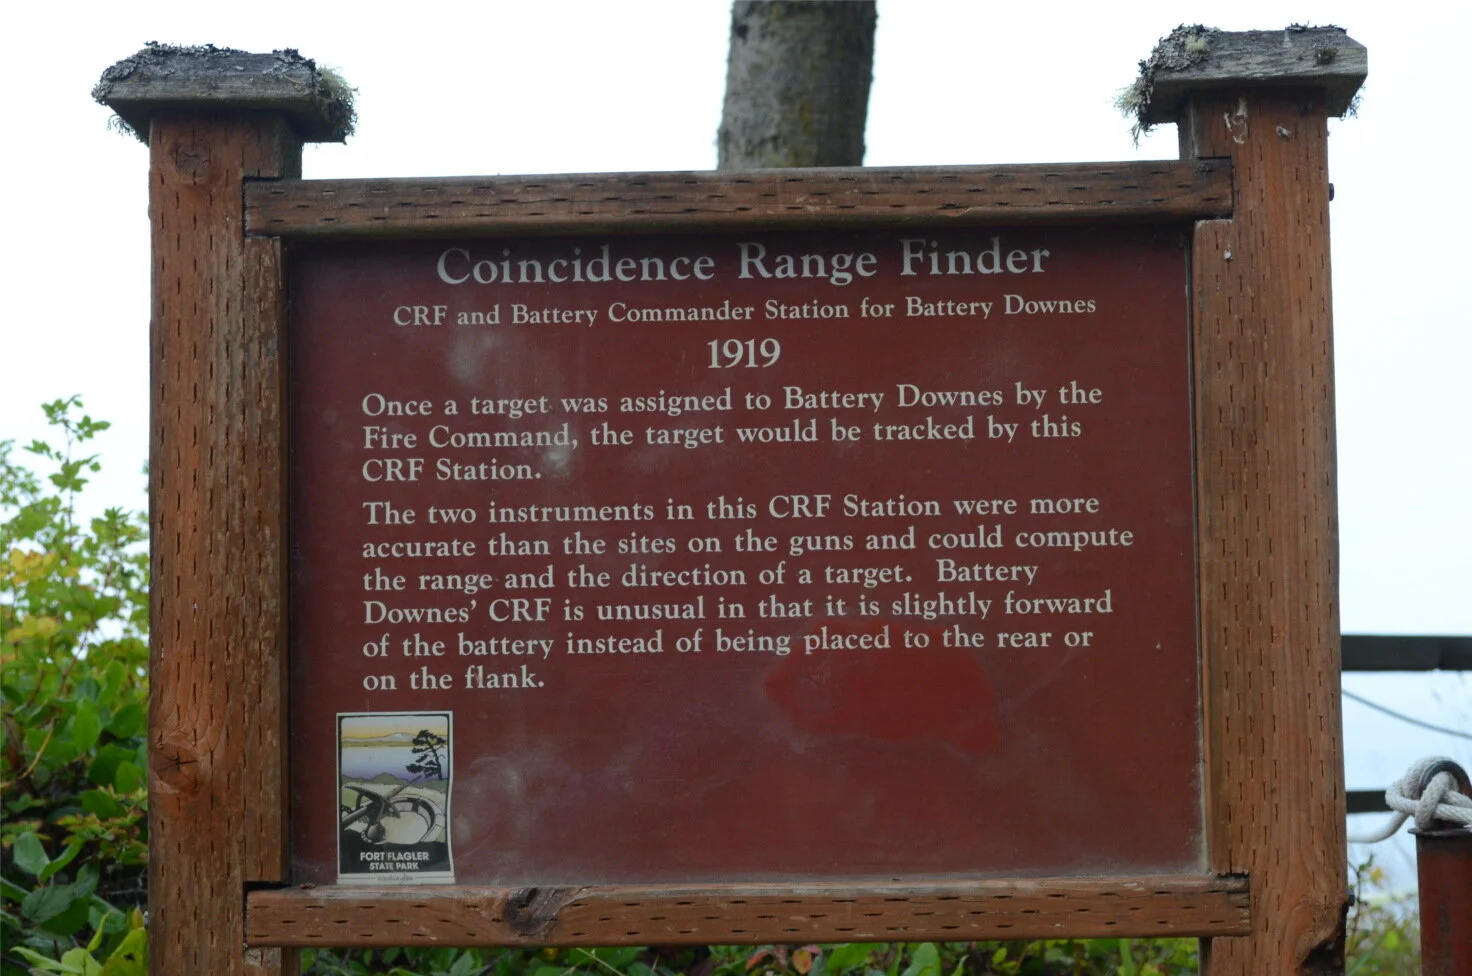 Coincidence Range Finder
CRF and Battery Commander Station for Battery Downes
1919
Once a target was assigned to Battery Downes by the
Fire Command, the target would be tracked by this
CRF Station.
The two instruments in this CRF Station were more
accurate than the sites on the guns and could compute
the range and the direction of a target. Battery
Downes' CRF is unusual in that it is slightly forward
of the battery instead of being placed to the rear or
on the flank.
FORT FLAGLER
STATE PARK
Washington